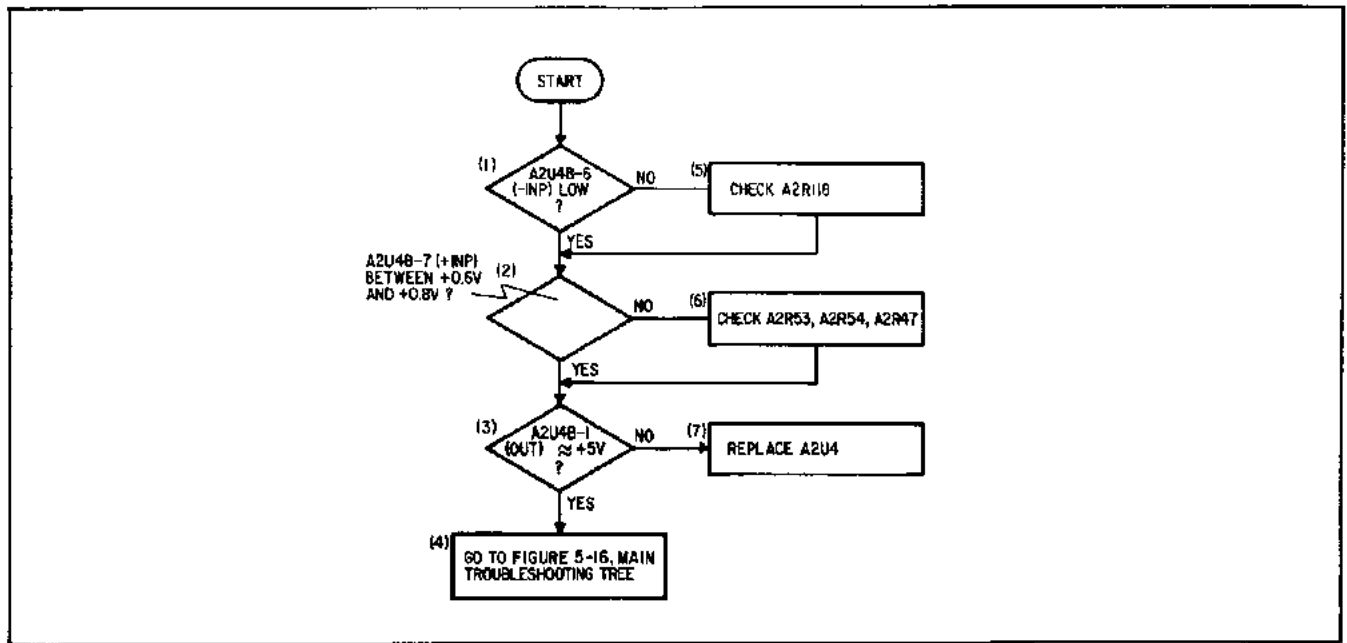 START
(1)
A2U4B-6
(-INP) LOW
?
NO
(5)
CHECK A2R118
YES
A2U4B-7 (+INP)
BETWEEN +0.6V
AND +0.8V ?
(2)
NO
(6)
CHECK A2R53, A2R54, A2R47
YES
(3)
A2U4B-1
(OUT) ≈ +5V
?
NO
(7)
REPLACE A2U4
YES
(4)
GO TO FIGURE 5-16, MAIN
TROUBLESHOOTING TREE